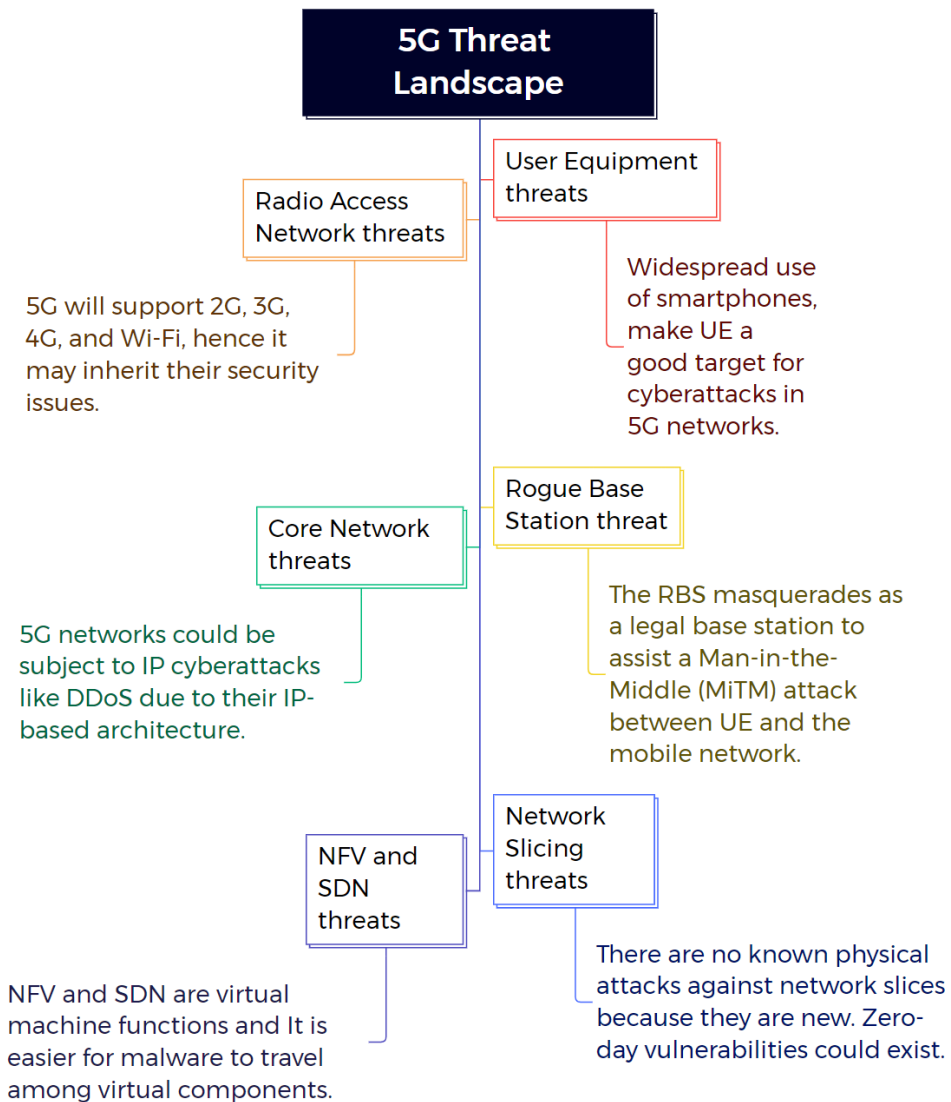 5G Threat
Landscape
User Equipment
threats
Radio Access
Network threats
Widespread use
of smartphones,
make UE a
good target for
cyberattacks in
5G networks.
5G will support 2G, 3G,
4G, and Wi-Fi, hence it
may inherit their security
issues.
Rogue Base
Station threat
Core Network
threats
The RBS masquerades as
a legal base station to
assist a Man-in-the-
Middle (MiTM) attack
between UE and the
mobile network.
5G networks could be
subject to IP cyberattacks
like DDoS due to their IP-
based architecture.
Network
Slicing
threats
NFV and
SDN
threats
There are no known physical
attacks against network slices
because they are new. Zero-
day vulnerabilities could exist.
NFV and SDN are virtual
machine functions and It is
easier for malware to travel
among virtual components.